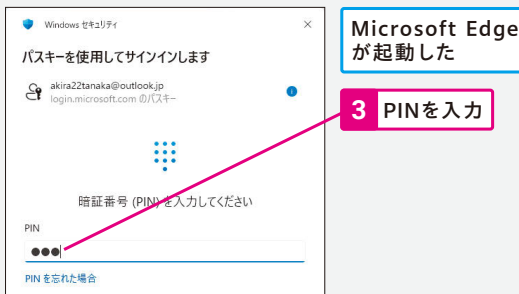 Windows セキュリティ
パスキーを使用してサインインします
akira22tanaka@outlook.jp
login.microsoft.com のパスキー
暗証番号 (PIN) を入力してください
PIN
PIN を忘れた場合
Microsoft Edge
が起動した
3 PINを入力